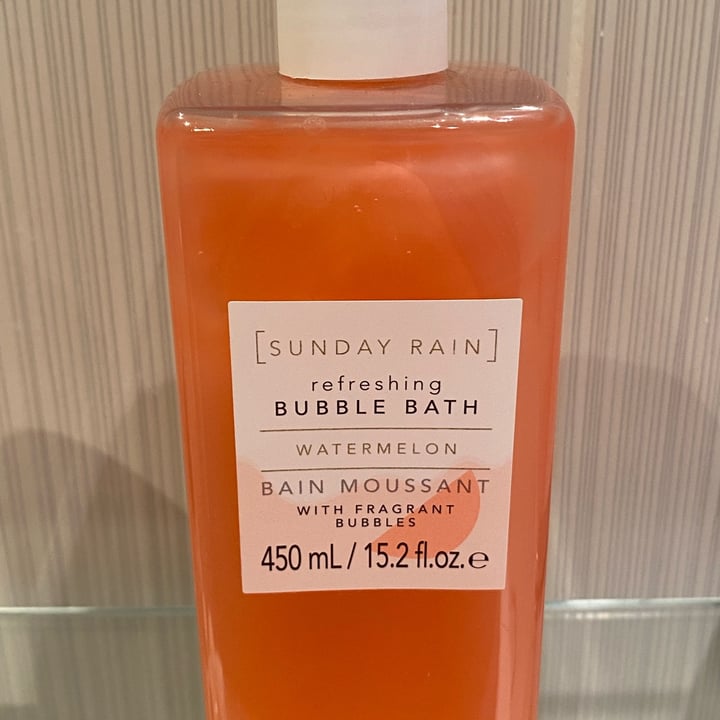 [SUNDAY RAIN]
refreshing
BUBBLE BATH
WATERMELON
BAIN MOUSSANT
WITH FRAGRANT
BUBBLES
450 mL / 15.2 fl.oz. ℮